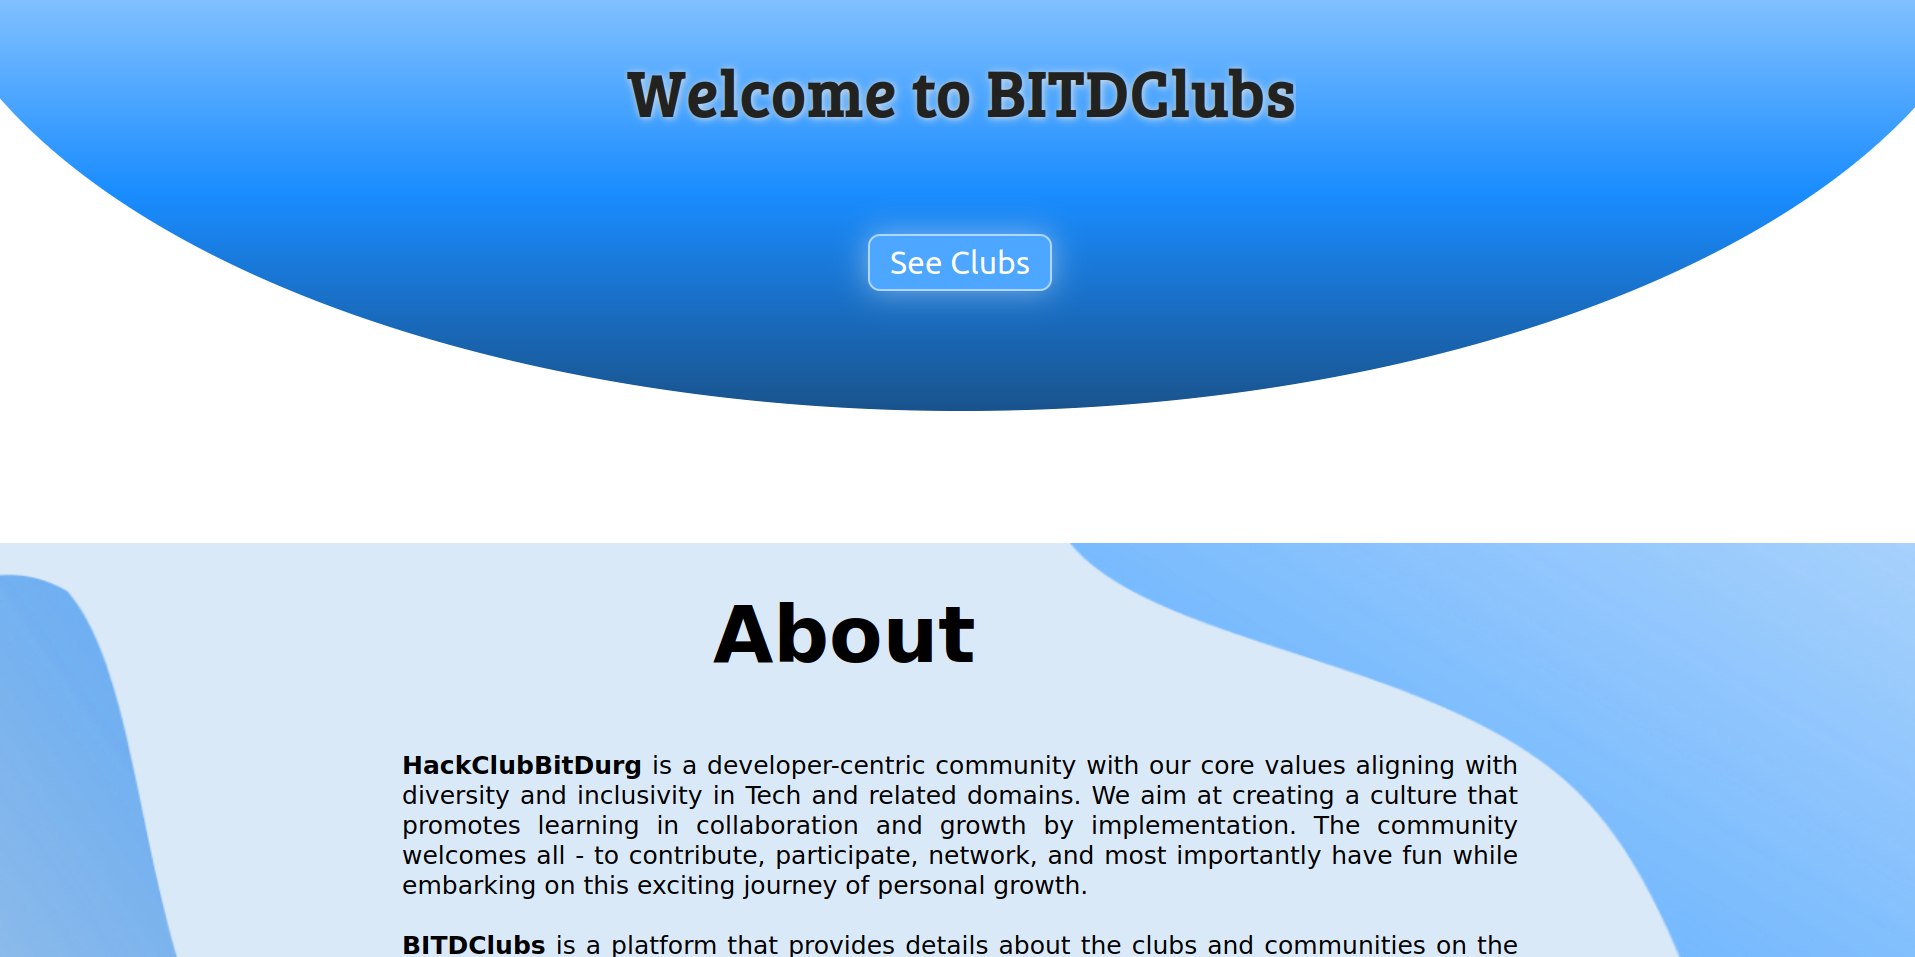 Welcome to BITDClubs
See Clubs
About
HackClubBitDurg is a developer-centric community with our core values aligning with
diversity and inclusivity in Tech and related domains. We aim at creating a culture that
promotes learning in collaboration and growth by implementation. The community
welcomes all - to contribute, participate, network, and most importantly have fun while
embarking on this exciting journey of personal growth.
BITDClubs is a platform that provides details about the clubs and communities on the